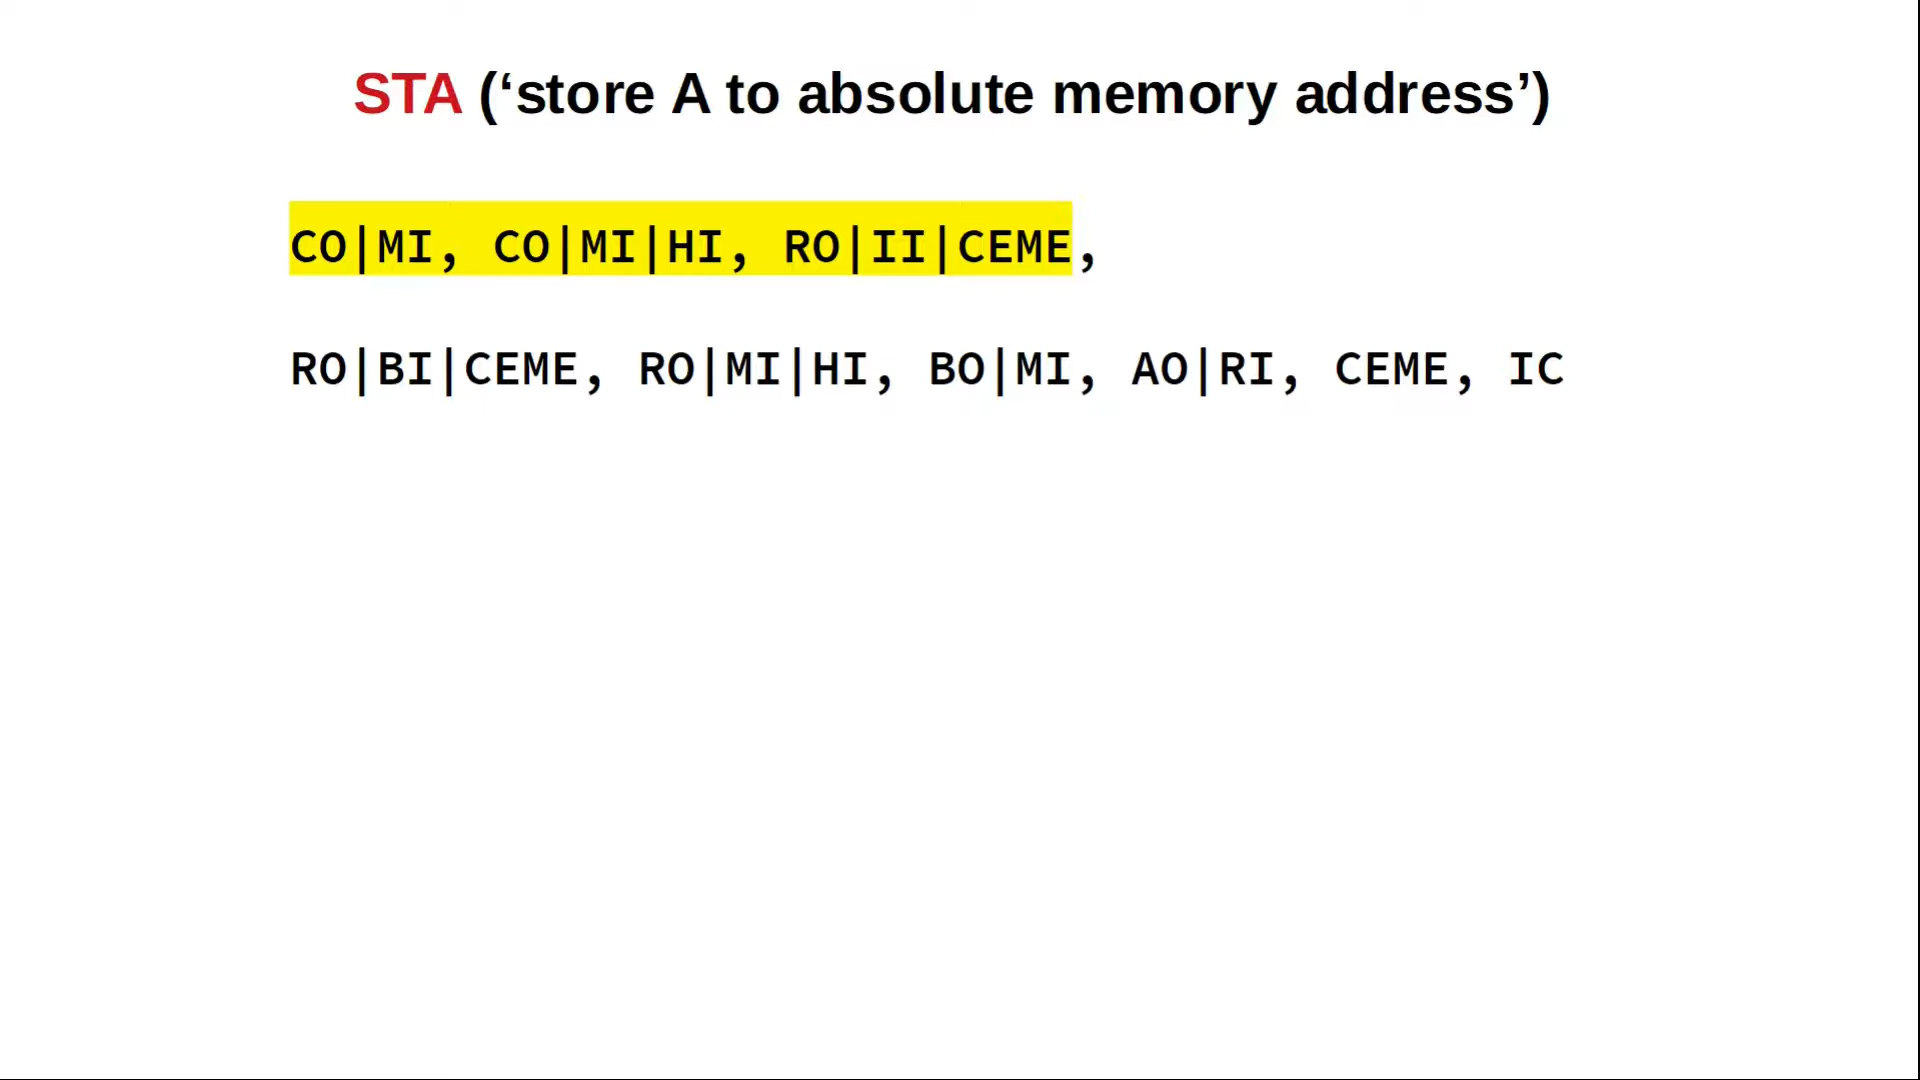 STA (‘store A to absolute memory address’)
CO|MI, CO|MI|HI, RO|II|CEME,
RO|BI|CEME, RO|MI|HI, BO|MI, AO|RI, CEME, IC